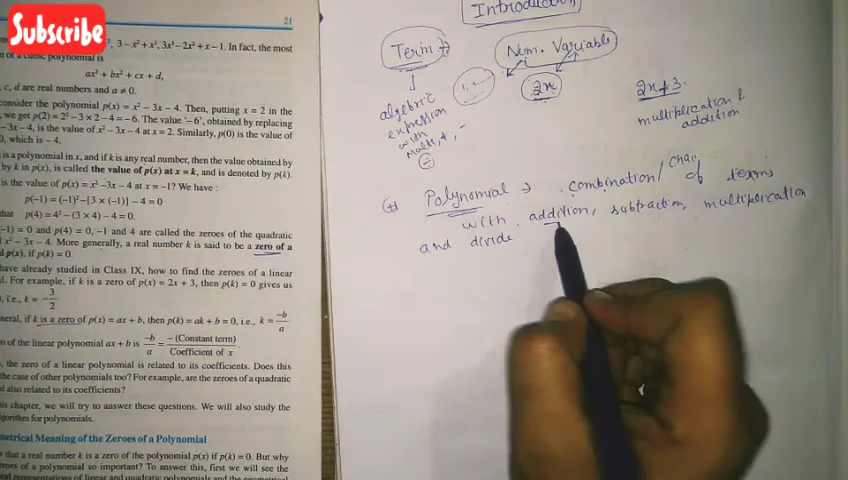 Subscribe
21
3 – x² + x³, 3x³ – 2x² + x – 1. In fact, the most
of a cubic polynomial is
ax³ + bx² + cx + d,
c, d are real numbers and a ≠ 0.
consider the polynomial p(x) = x² – 3x – 4. Then, putting x = 2 in the
we get p(2) = 2² – 3 × 2 – 4 = – 6. The value '– 6', obtained by replacing
– 3x – 4, is the value of x² – 3x – 4 at x = 2. Similarly, p(0) is the value of
0, which is – 4.
is a polynomial in x, and if k is any real number, then the value obtained by
by k in p(x), is called the value of p(x) at x = k, and is denoted by p(k).
is the value of p(x) = x² – 3x – 4 at x = –1? We have :
p(–1) = (–1)² – {3 × (–1)} – 4 = 0
that p(4) = 4² – (3 × 4) – 4 = 0.
–1) = 0 and p(4) = 0, –1 and 4 are called the zeroes of the quadratic
x² – 3x – 4. More generally, a real number k is said to be a zero of a
p(x), if p(k) = 0.
have already studied in Class IX, how to find the zeroes of a linear
For example, if k is a zero of p(x) = 2x + 3, then p(k) = 0 gives us
i.e., k = – 3/2
if k is a zero of p(x) = ax + b, then p(k) = ak + b = 0, i.e., k = –b/a
of the linear polynomial ax + b is –b/a = –(Constant term)/Coefficient of x
the zero of a linear polynomial is related to its coefficients. Does this
the case of other polynomials too? For example, are the zeroes of a quadratic
also related to its coefficients?
chapter, we will try to answer these questions. We will also study the
for polynomials.
Meaning of the Zeroes of a Polynomial
that a real number k is a zero of the polynomial p(x) if p(k) = 0. But why
of a polynomial so important? To answer this, first we will see the
Introduction
Term →
Num. Variable
2x
algebric
expression
with
2x+3.
multiplication &
addition
Polynomial → combination/ of terms
with addition, subtraction, multiplication
and divide.